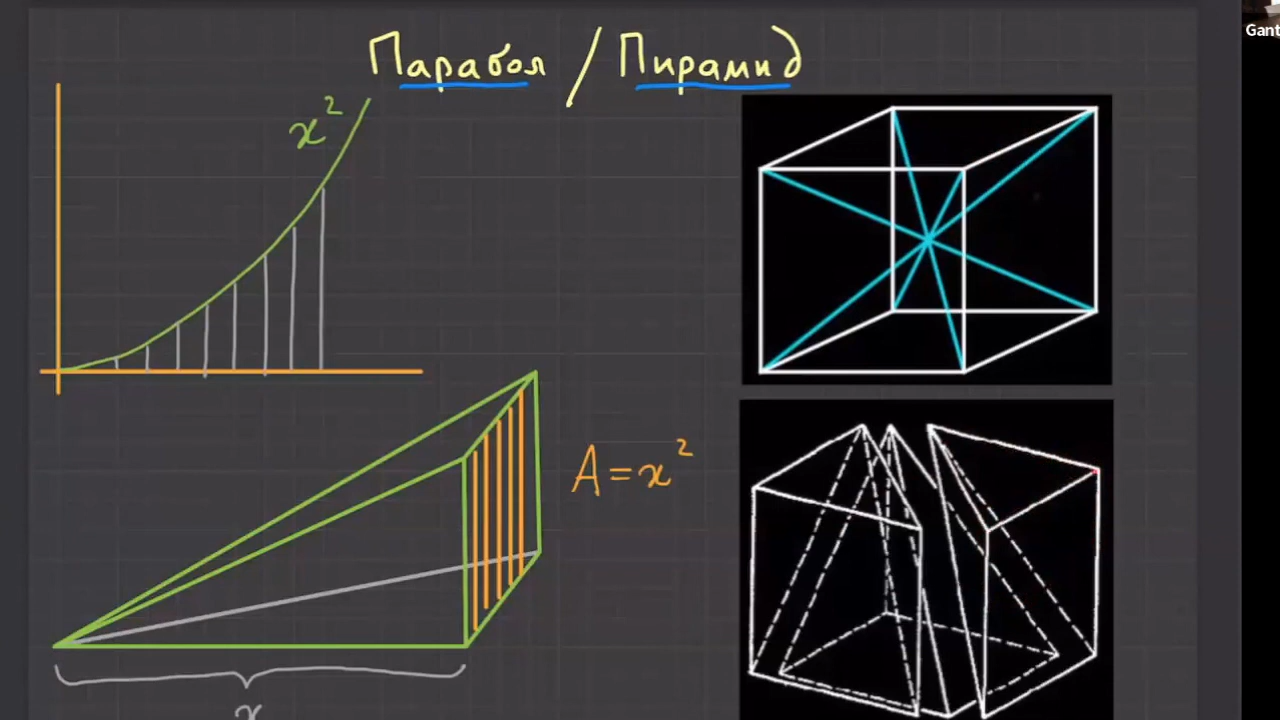 Парабол / Пирамид
x²
A = x²
x
Gant